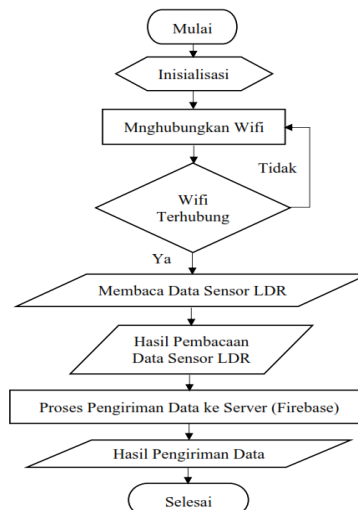 Mulai
Inisialisasi
Mnghubungkan Wifi
Tidak
Wifi
Terhubung
Ya
Membaca Data Sensor LDR
Hasil Pembacaan
Data Sensor LDR
Proses Pengiriman Data ke Server (Firebase)
Hasil Pengiriman Data
Selesai